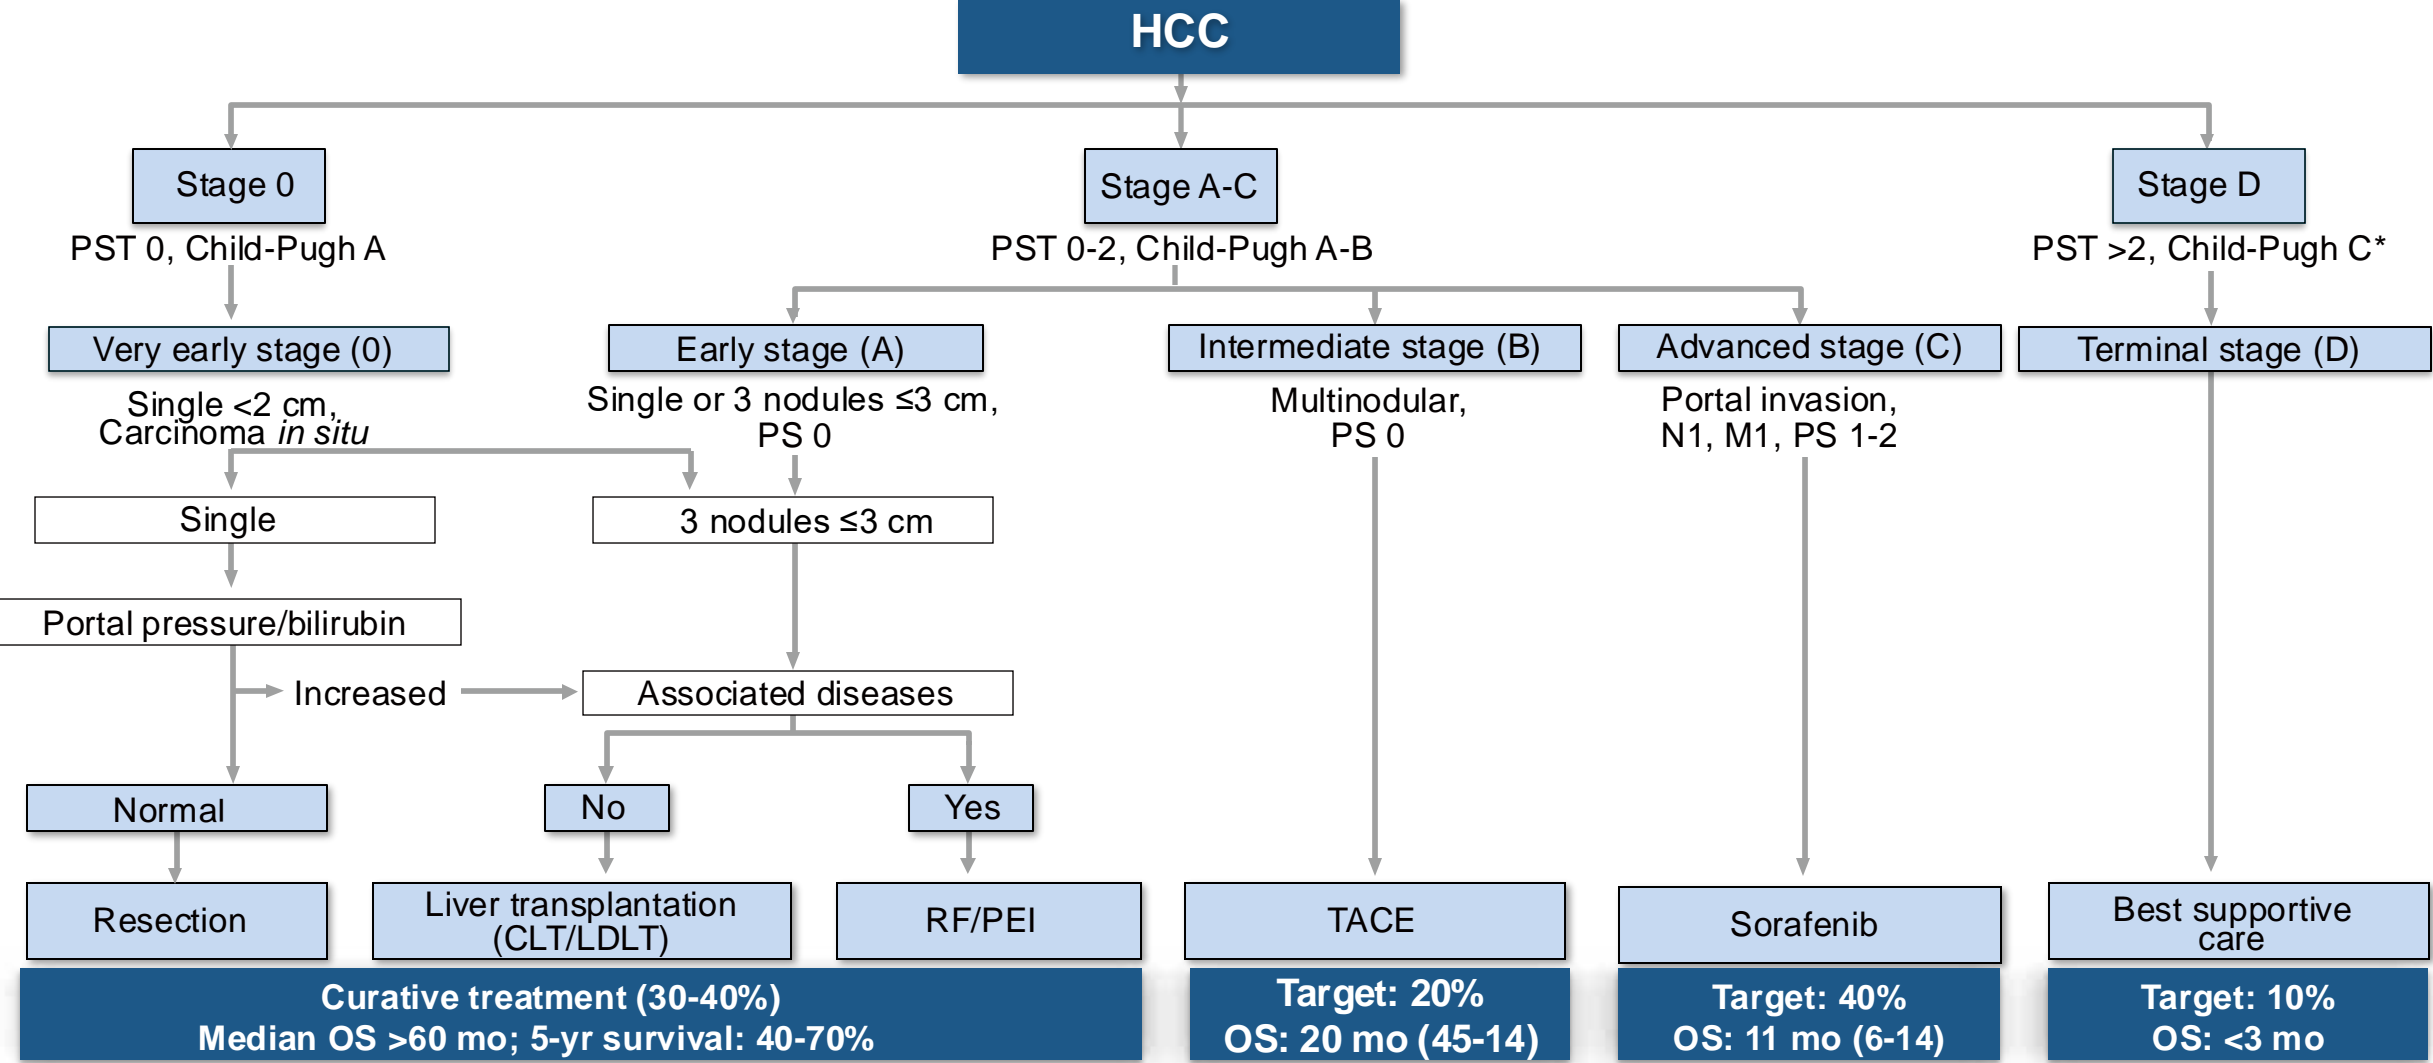 HCC
Stage 0
Stage A-C
Stage D
PST 0, Child-Pugh A
PST 0-2, Child-Pugh A-B
PST >2, Child-Pugh C*
Very early stage (0)
Early stage (A)
Intermediate stage (B)
Advanced stage (C)
Terminal stage (D)
Single <2 cm,
Carcinoma in situ
Single or 3 nodules ≤3 cm,
PS 0
Multinodular,
PS 0
Portal invasion,
N1, M1, PS 1-2
Single
3 nodules ≤3 cm
Portal pressure/bilirubin
Increased
Associated diseases
Normal
No
Yes
Resection
Liver transplantation
(CLT/LDLT)
RF/PEI
TACE
Sorafenib
Best supportive
care
Curative treatment (30-40%)
Median OS >60 mo; 5-yr survival: 40-70%
Target: 20%
OS: 20 mo (45-14)
Target: 40%
OS: 11 mo (6-14)
Target: 10%
OS: <3 mo